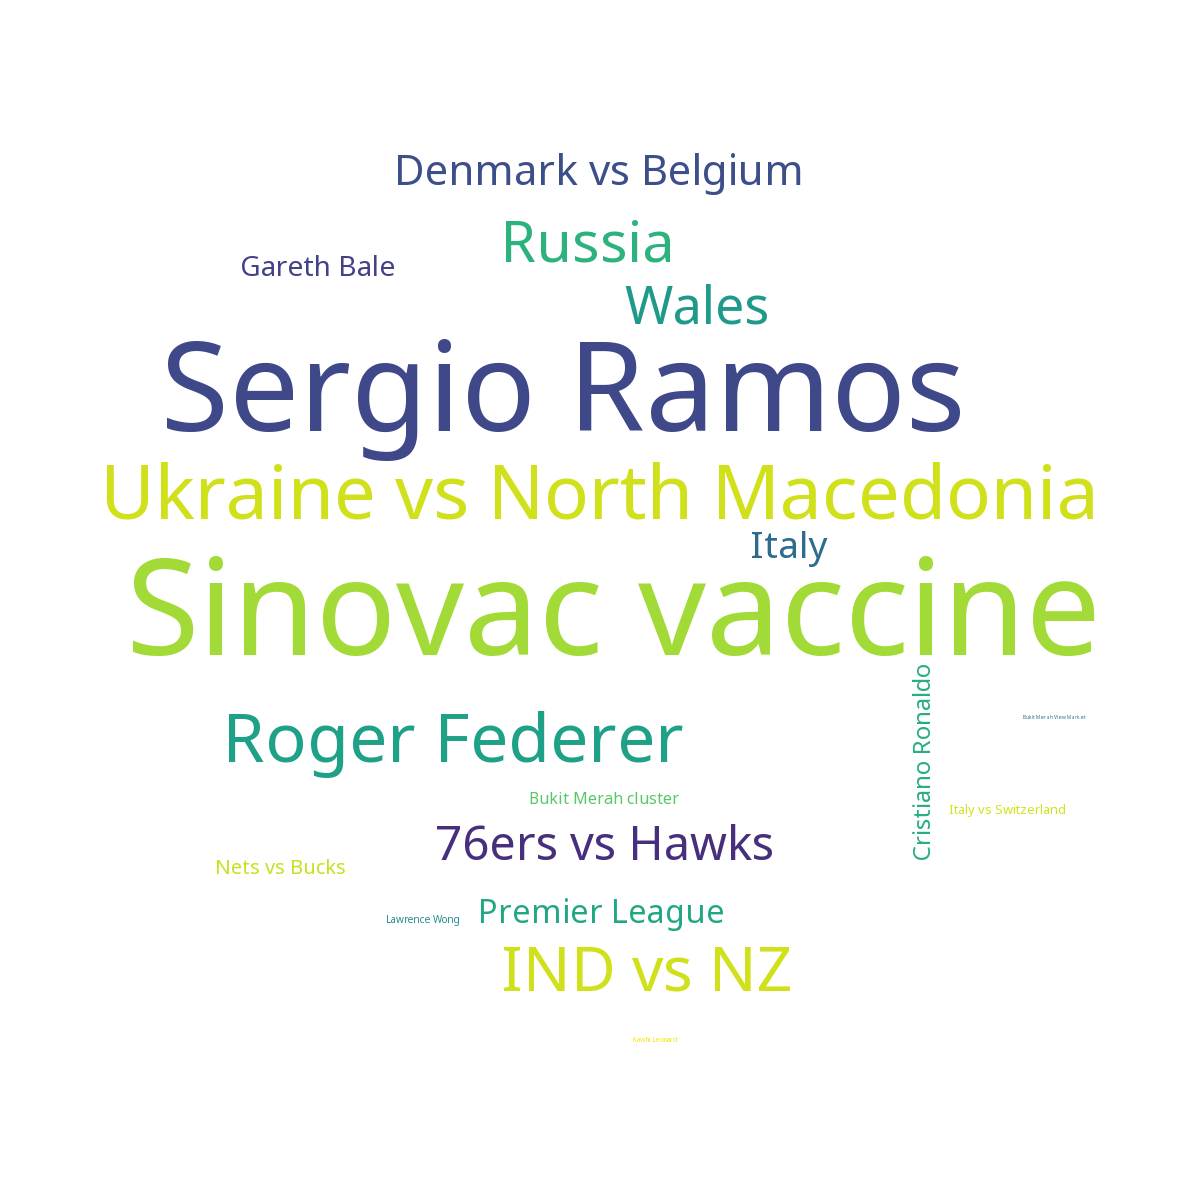 Denmark vs Belgium
Russia
Gareth Bale
Wales
Sergio Ramos
Ukraine vs North Macedonia
Italy
Sinovac vaccine
Cristiano Ronaldo
Bukit Merah View Market
Roger Federer
Bukit Merah cluster
Italy vs Switzerland
76ers vs Hawks
Nets vs Bucks
Premier League
Lawrence Wong
IND vs NZ
Kawhi Leonard